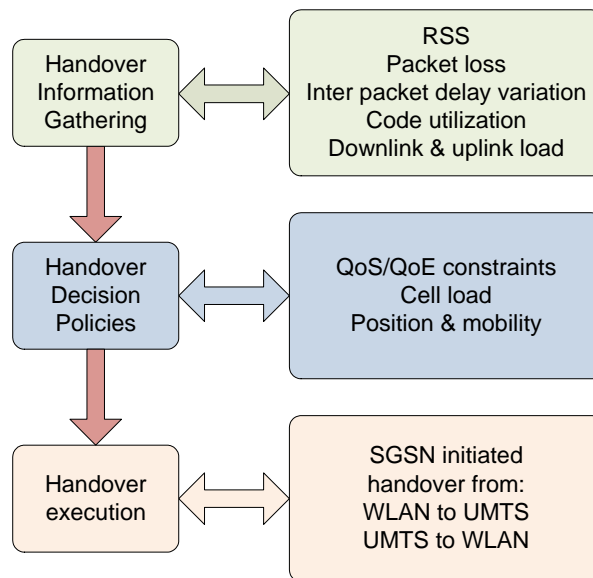 Handover
Information
Gathering
RSS
Packet loss
Inter packet delay variation
Code utilization
Downlink & uplink load
Handover
Decision
Policies
QoS/QoE constraints
Cell load
Position & mobility
Handover
execution
SGSN initiated
handover from:
WLAN to UMTS
UMTS to WLAN